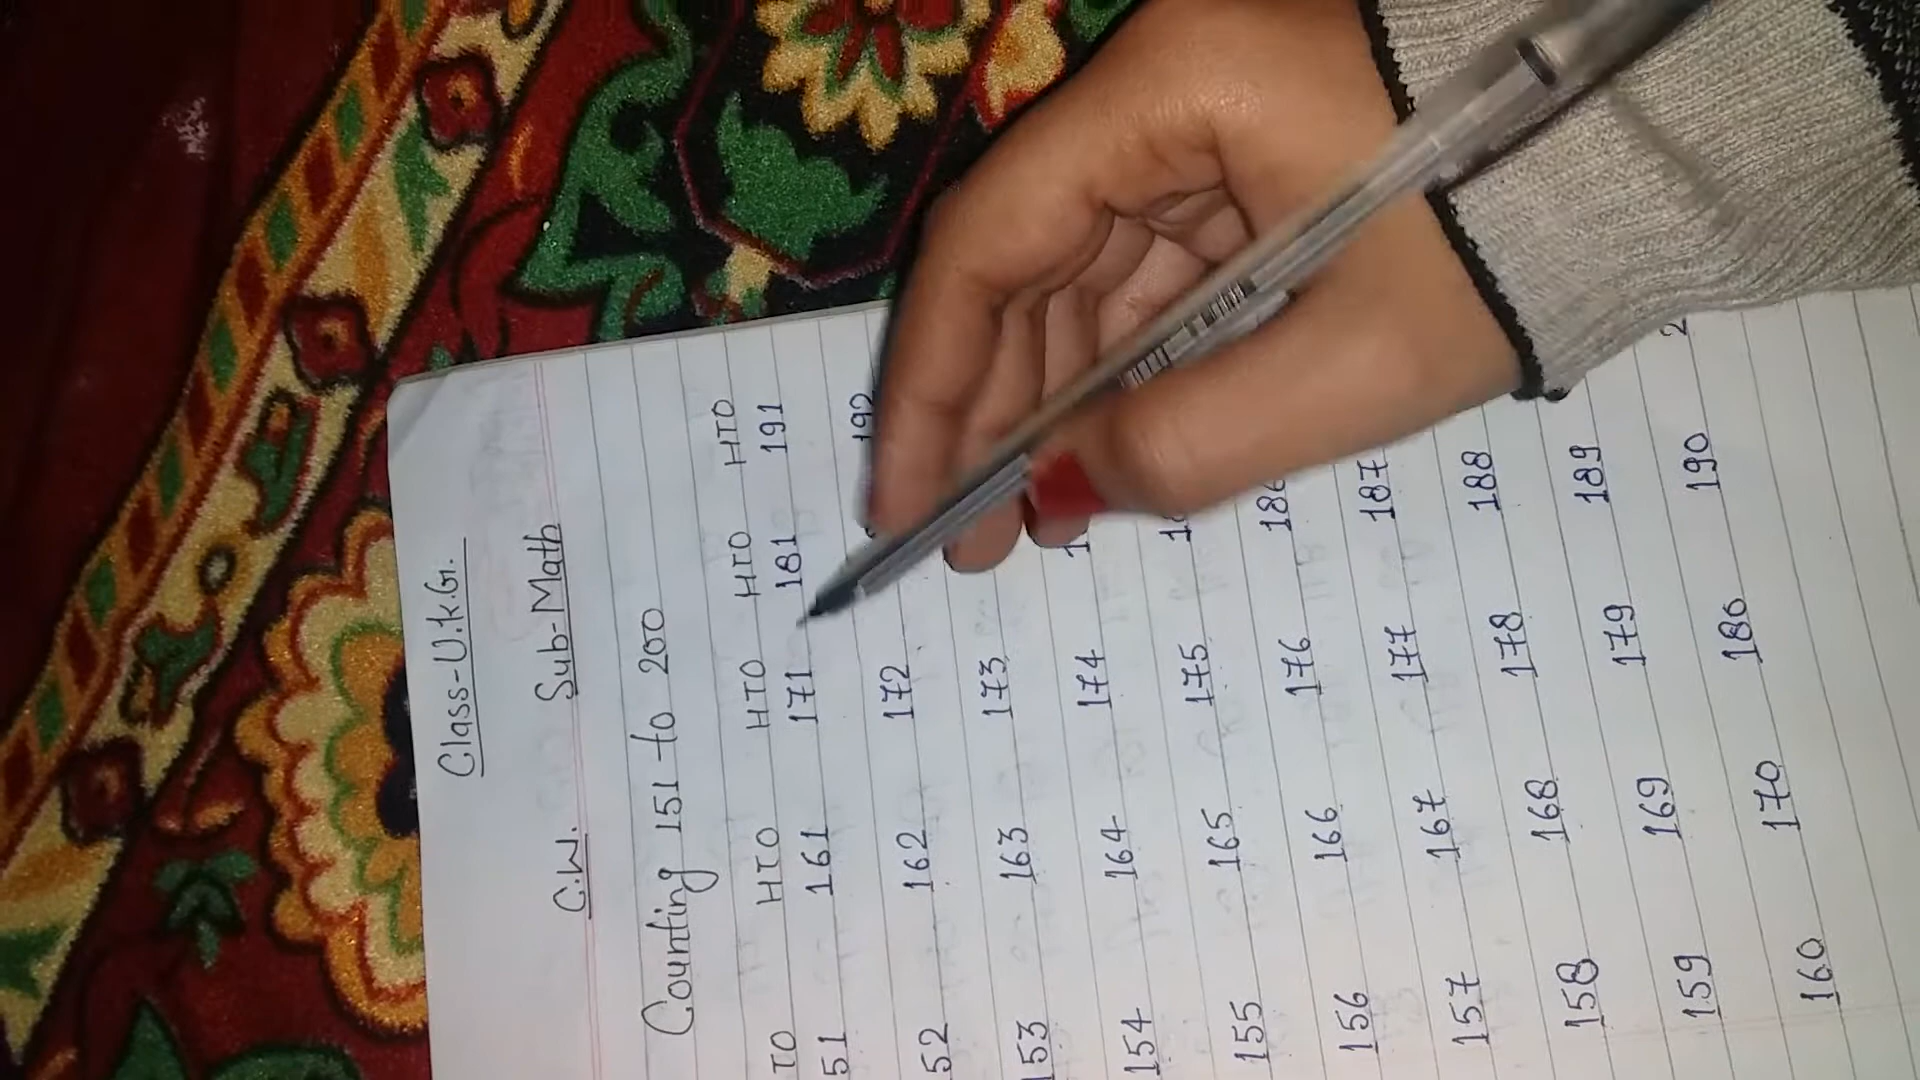 Class-U.K.G.
C.W. Sub-Math
Counting 151 to 200
TO HTO HTO HTO HTO
51 161 171 181 191
52 162 172 192
153 163 173
154 164 174
155 165 175
156 166 176 186
157 167 177 187
158 168 178 188
159 169 179 189
160 170 180 190